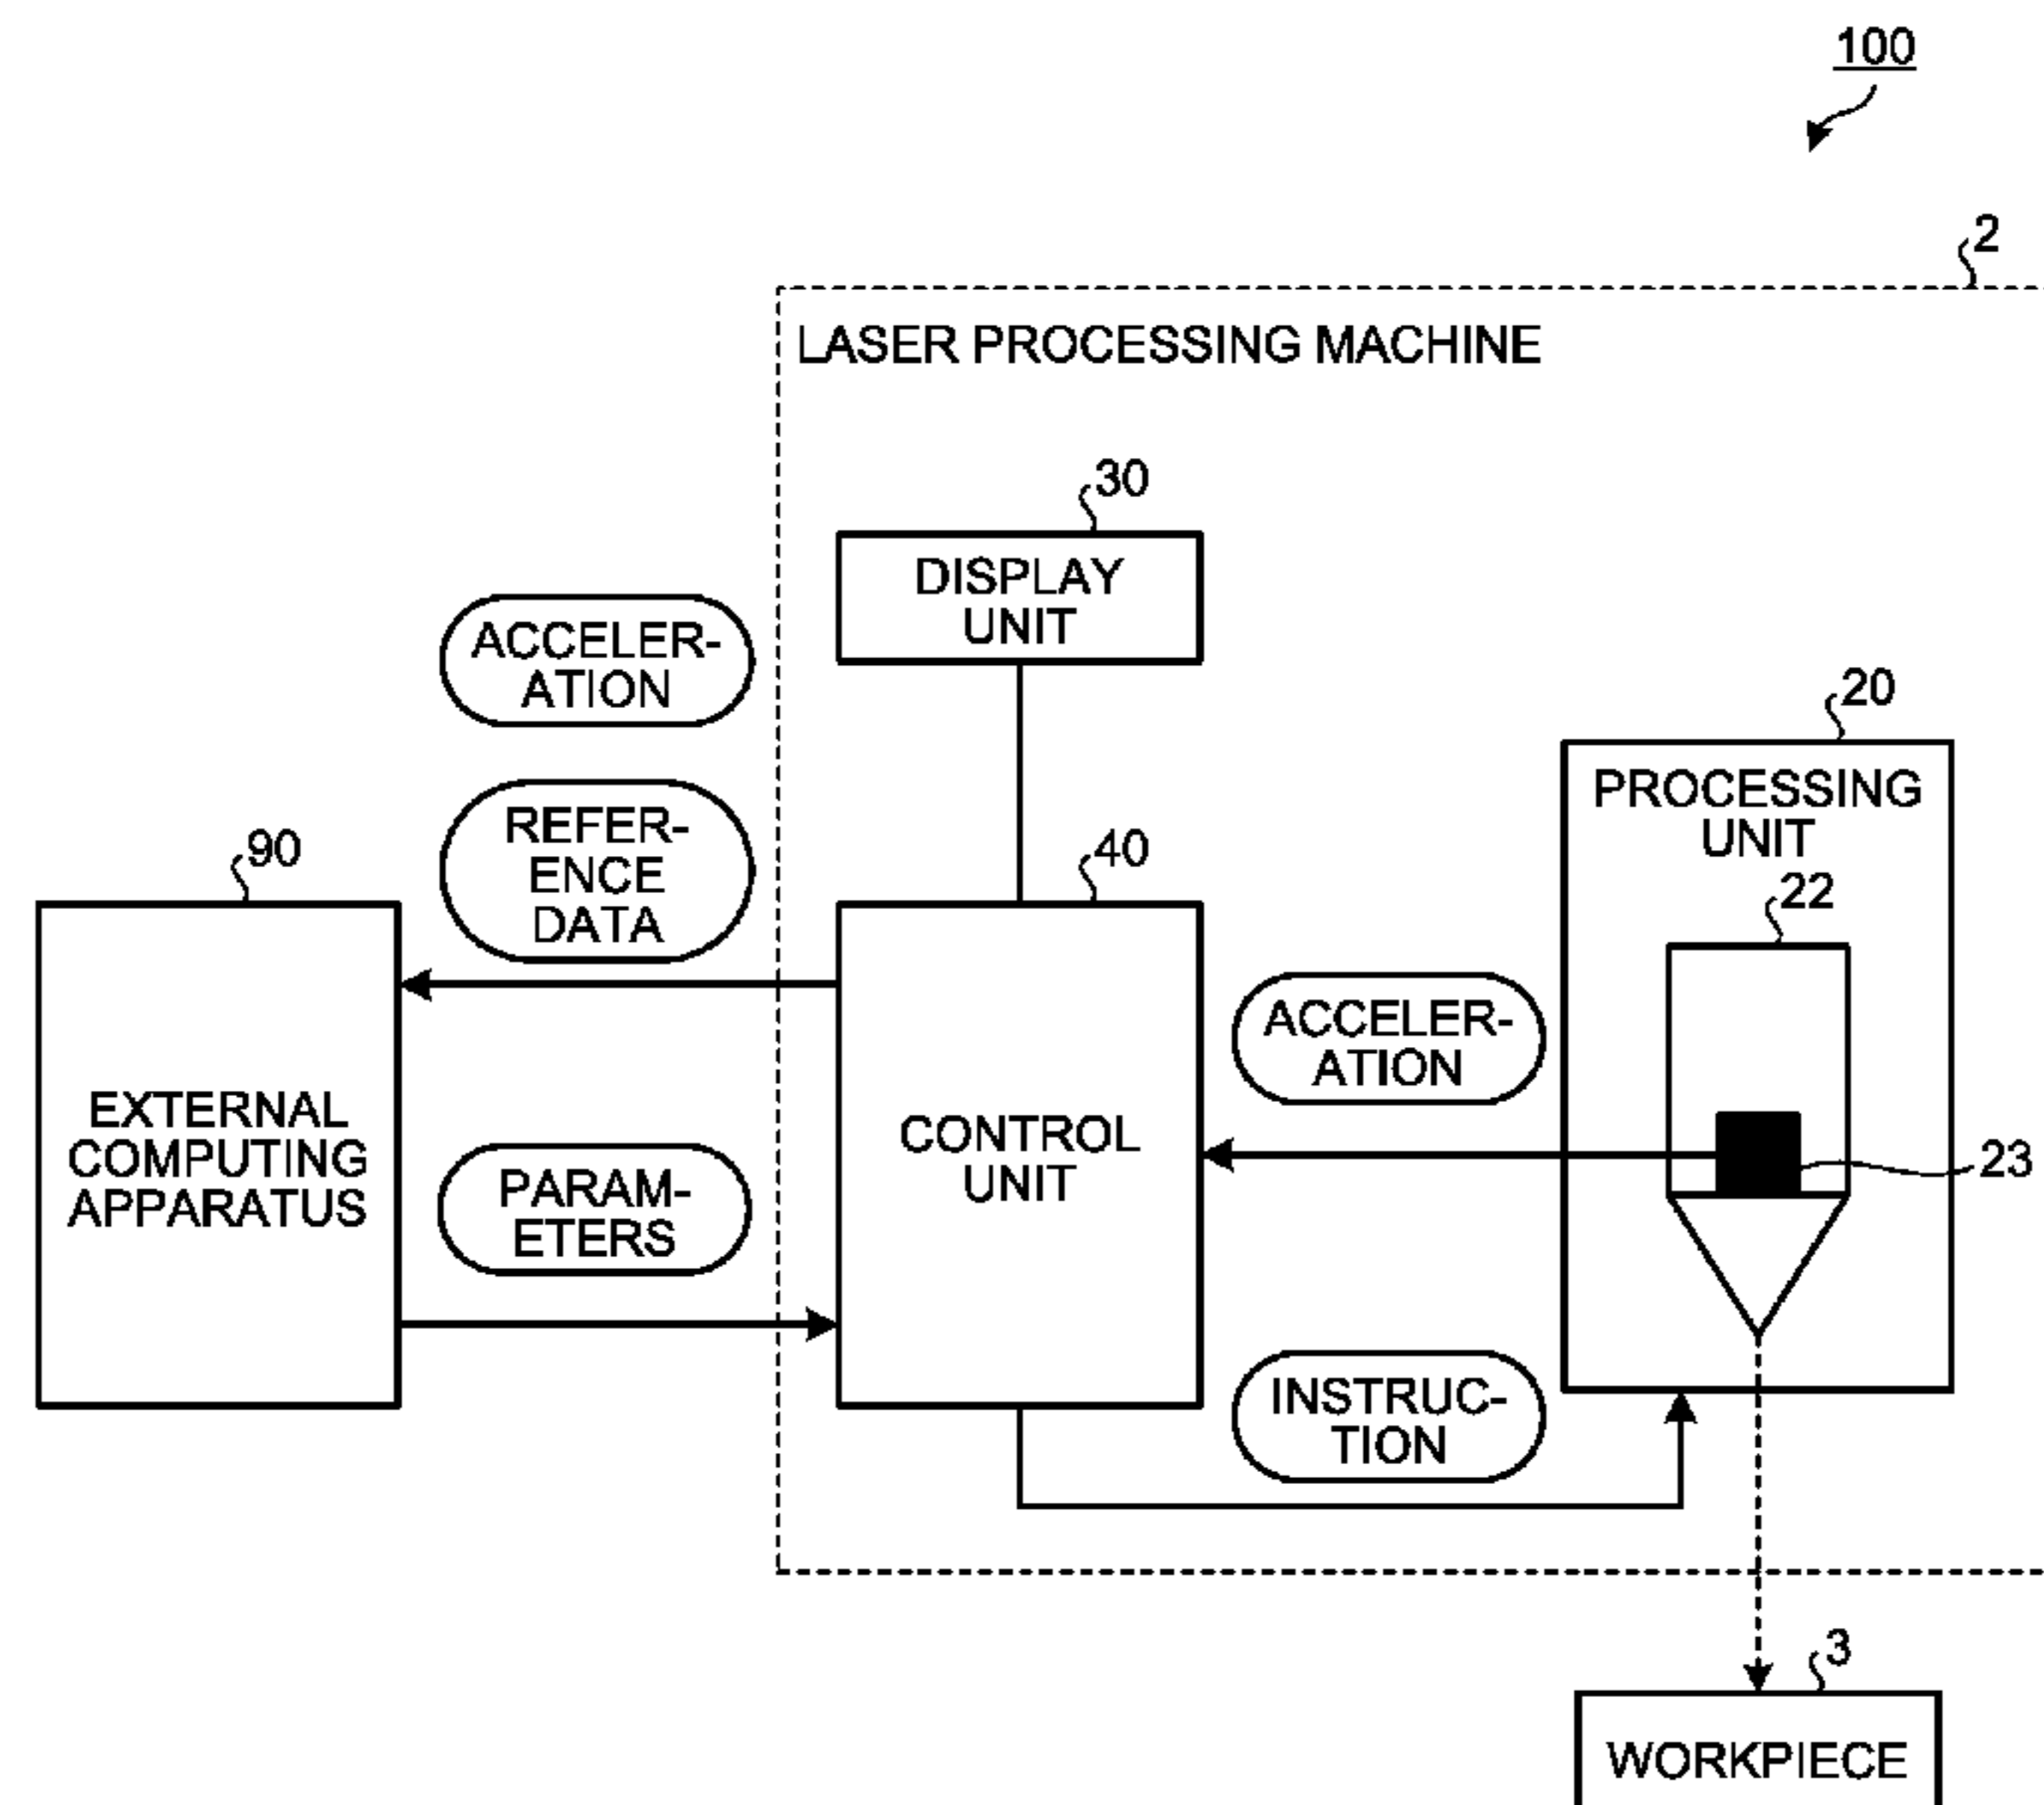 100
2
LASER PROCESSING MACHINE
30
DISPLAY
UNIT
ACCELER-
ATION
20
PROCESSING
UNIT
REFER-
ENCE
DATA
90
40
22
EXTERNAL
COMPUTING
APPARATUS
CONTROL
UNIT
ACCELER-
ATION
23
PARAM-
ETERS
INSTRUC-
TION
3
WORKPIECE